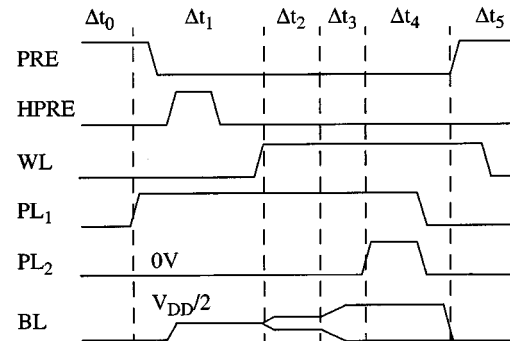 Δt0 Δt1 Δt2 Δt3 Δt4 Δt5
PRE
HPRE
WL
PL1
PL2 0V
VDD/2
BL